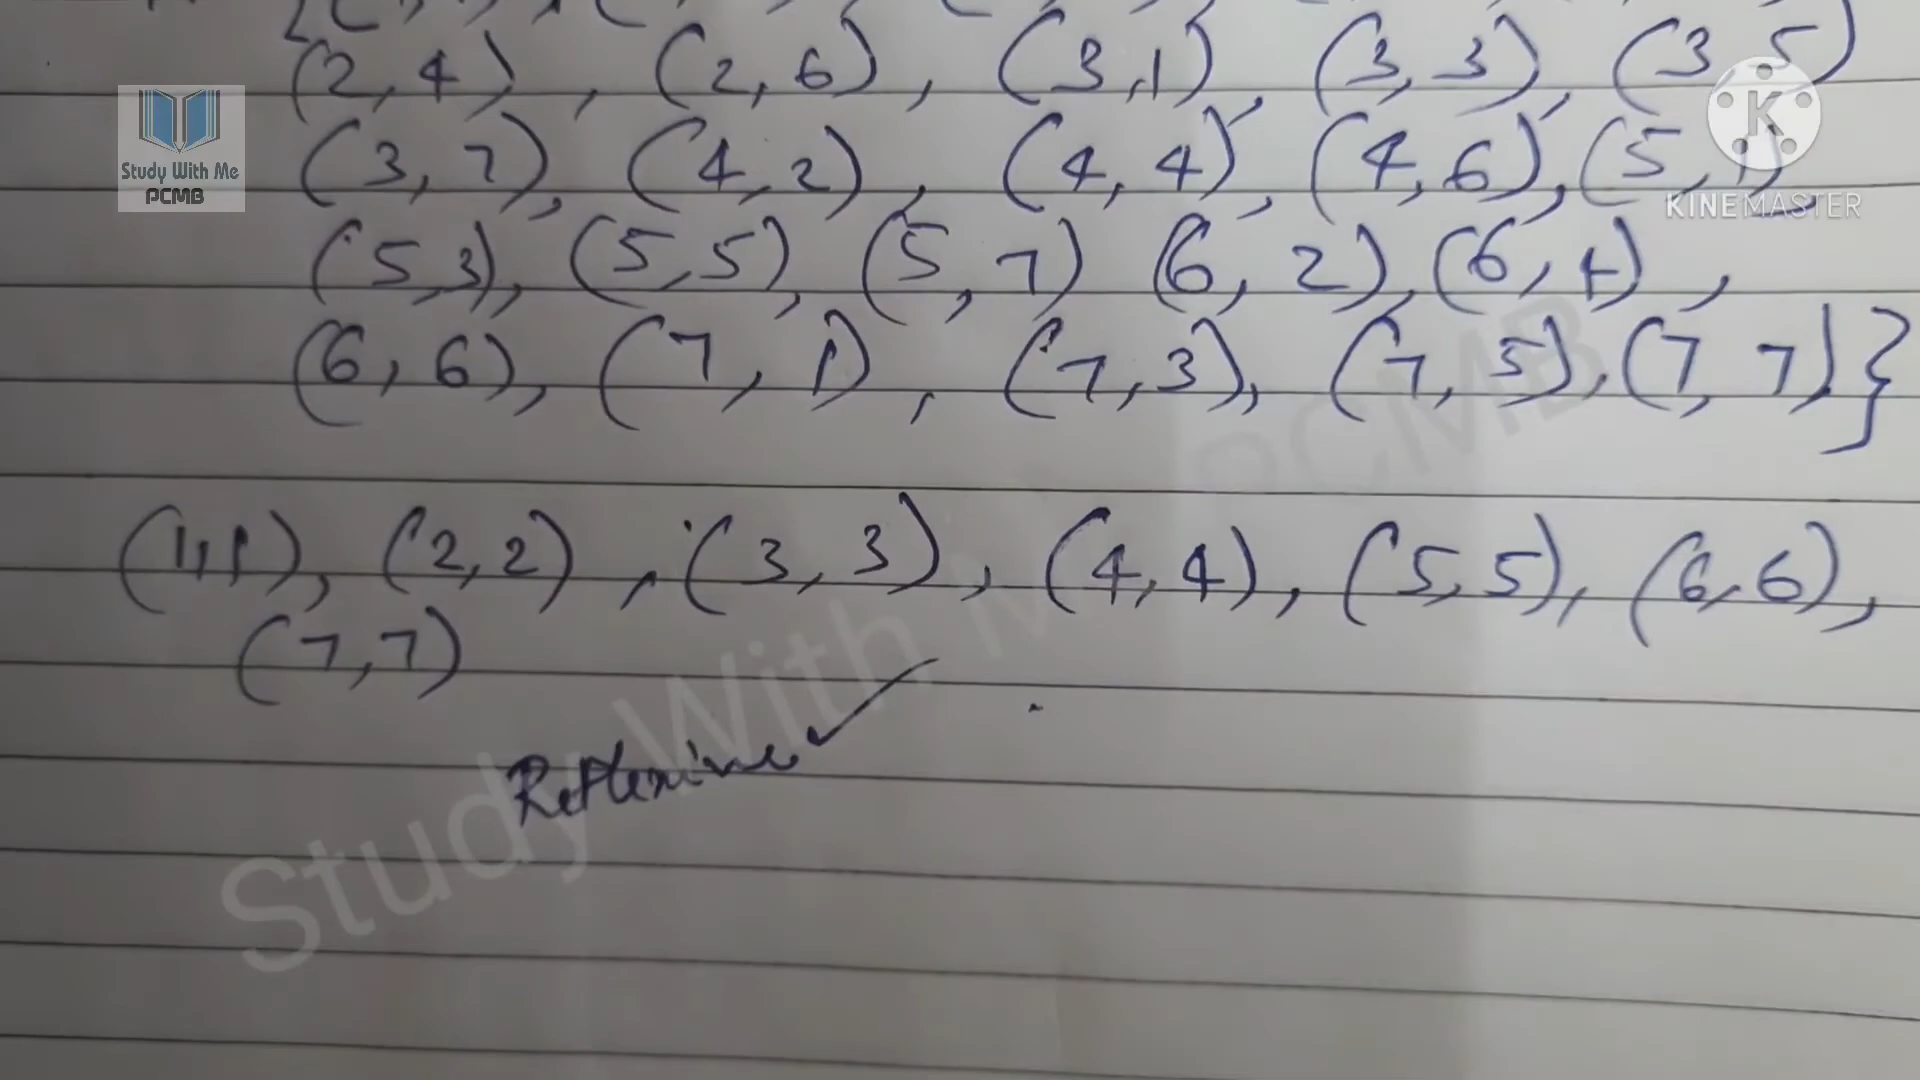 (2,4), (2,6), (3,1), (3,3), (3,5)
(3,7), (4,2), (4,4), (4,6), (5,1),
(5,3), (5,5), (5,7) (6,2), (6,4),
(6,6), (7,1), (7,3), (7,5), (7,7)}
(1,1), (2,2), (3,3), (4,4), (5,5), (6,6),
(7,7)
Reflexive ✓
Study With Me
PCMB
K
KINEMASTER
Study With Me PCMB